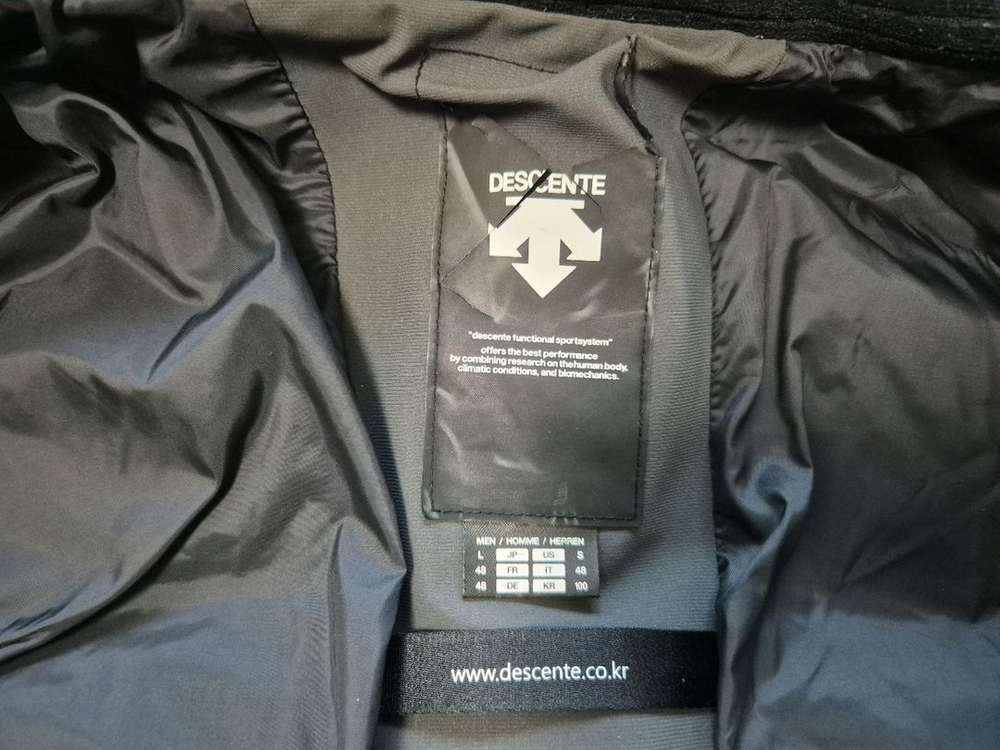 DESCENTE
"descente functional sportsystem"
offers the best performance
by combining research on the human body,
climatic conditions, and biomechanics.
MEN / HOMME / HERREN
L JP US S
48 FR IT 48
48 DE KR 100
www.descente.co.kr